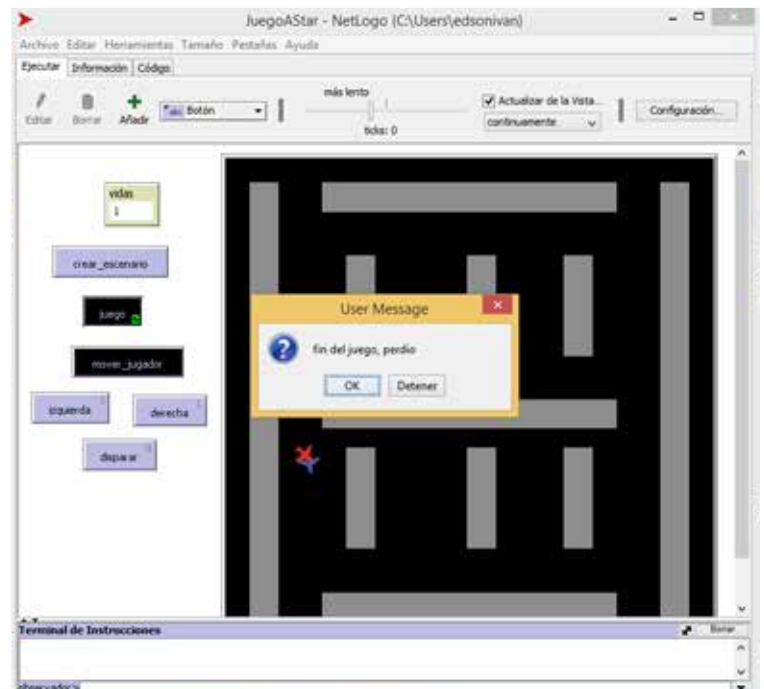 JuegoAStar - NetLogo {C:\Users\edsonivan}
Archivo Editar Herramientas Tamaño Pestañas Ayuda
Ejecutar Información Código
Editar Borrar Añadir Botón
más lento
ticks: 0
Actualizar de la Vista...
continuamente
Configuración...
vidas
1
crear_escenario
juego
mover_jugador
izquierda
derecha
disparar
User Message
fin del juego, perdio
OK Detener
Terminal de Instrucciones
Borrar
observador>